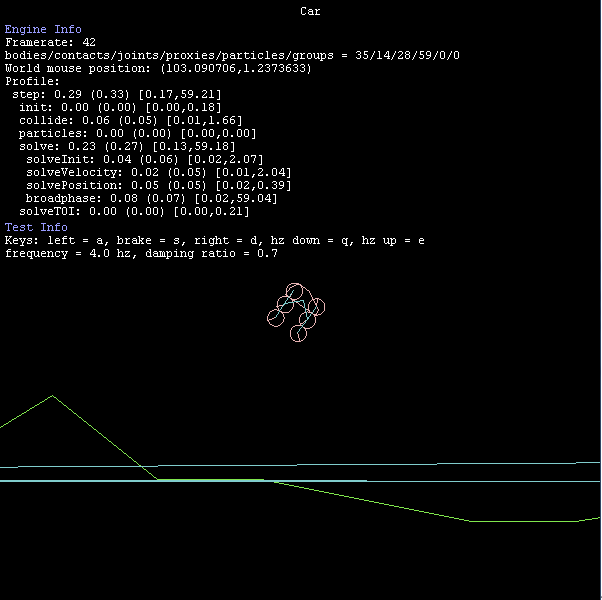 Car
Engine Info
Framerate: 42
bodies/contacts/joints/proxies/particles/groups = 35/14/28/59/0/0
World mouse position: (103.090706,1.2373633)
Profile:
step: 0.29 (0.33) [0.17,59.21]
init: 0.00 (0.00) [0.00,0.18]
collide: 0.06 (0.05) [0.01,1.66]
particles: 0.00 (0.00) [0.00,0.00]
solve: 0.23 (0.27) [0.13,59.18]
solveInit: 0.04 (0.06) [0.02,2.07]
solveVelocity: 0.02 (0.05) [0.01,2.04]
solvePosition: 0.05 (0.05) [0.02,0.39]
broadphase: 0.08 (0.07) [0.02,59.04]
solveTOI: 0.00 (0.00) [0.00,0.21]
Test Info
Keys: left = a, brake = s, right = d, hz down = q, hz up = e
frequency = 4.0 hz, damping ratio = 0.7